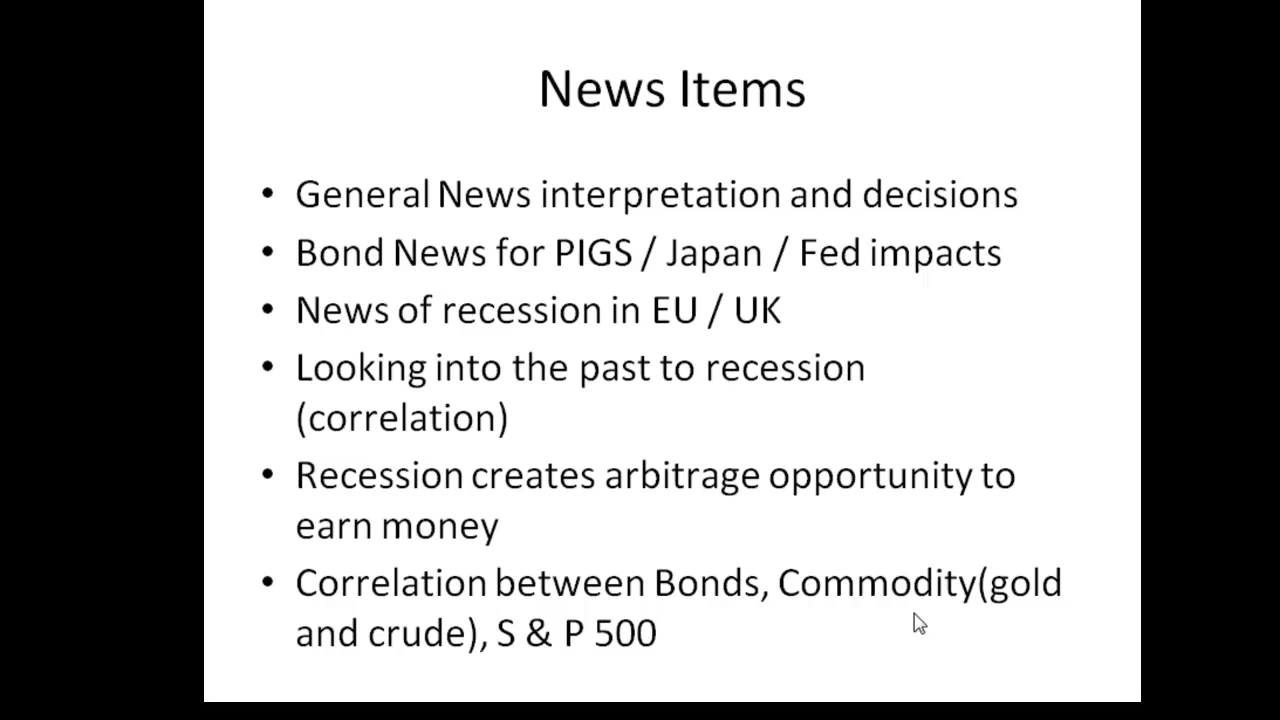 News Items
• General News interpretation and decisions
• Bond News for PIGS / Japan / Fed impacts
• News of recession in EU / UK
• Looking into the past to recession
(correlation)
• Recession creates arbitrage opportunity to
earn money
• Correlation between Bonds, Commodity(gold
and crude), S & P 500